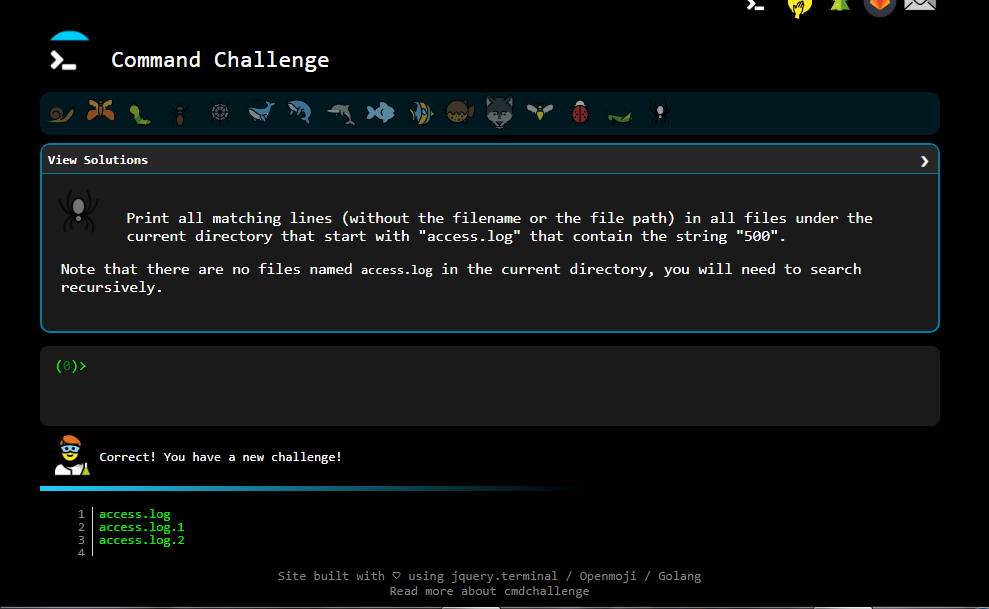 Command Challenge
View Solutions
Print all matching lines (without the filename or the file path) in all files under the
current directory that start with "access.log" that contain the string "500".
Note that there are no files named access.log in the current directory, you will need to search
recursively.
(0)>
Correct! You have a new challenge!
1 access.log
2 access.log.1
3 access.log.2
4
Site built with ♡ using jquery.terminal / Openmoji / Golang
Read more about cmdchallenge